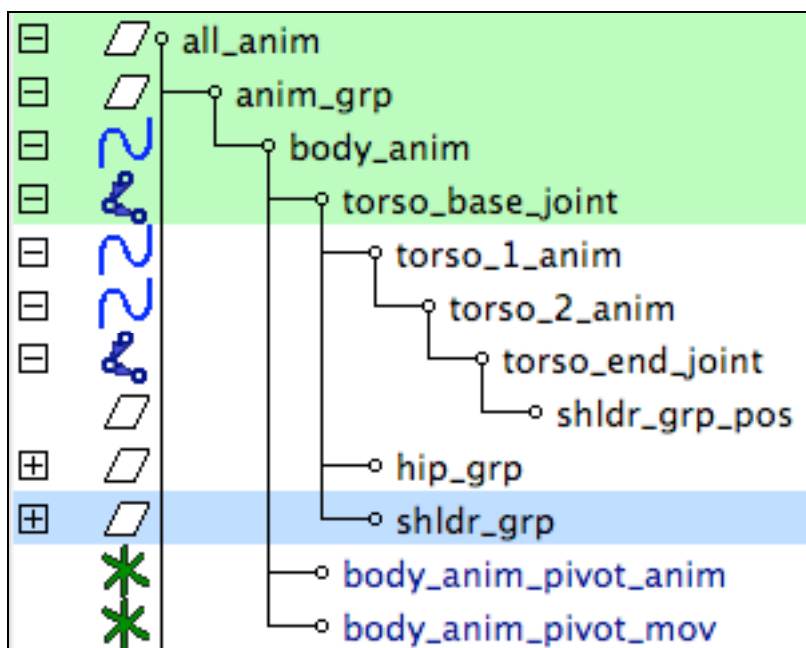 all_anim
anim_grp
body_anim
torso_base_joint
torso_1_anim
torso_2_anim
torso_end_joint
shldr_grp_pos
hip_grp
shldr_grp
body_anim_pivot_anim
body_anim_pivot_mov